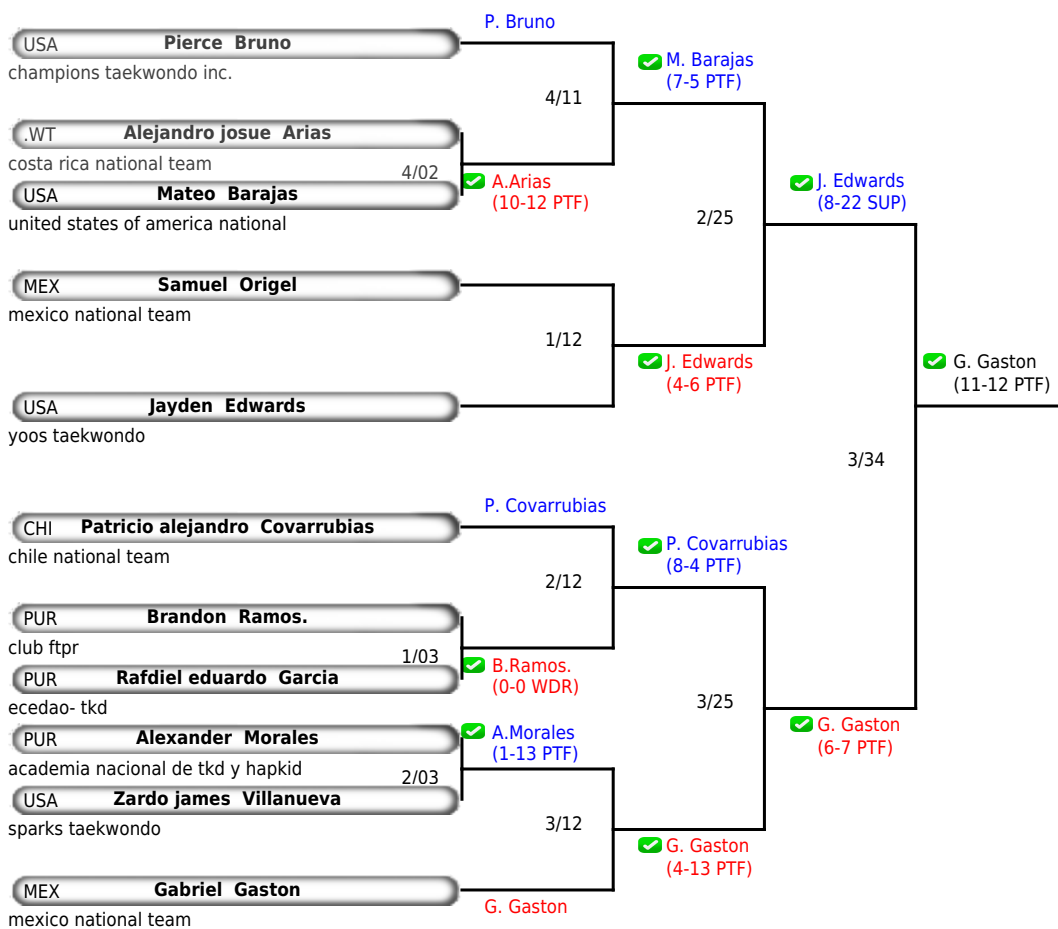 P. Bruno
USA Pierce Bruno
champions taekwondo inc.
M. Barajas
(7-5 PTF)
4/11
.WT Alejandro josue Arias
costa rica national team
4/02
A.Arias
(10-12 PTF)
USA Mateo Barajas
united states of america national
J. Edwards
(8-22 SUP)
2/25
MEX Samuel Origel
mexico national team
1/12
J. Edwards
(4-6 PTF)
G. Gaston
(11-12 PTF)
USA Jayden Edwards
yoos taekwondo
3/34
P. Covarrubias
CHI Patricio alejandro Covarrubias
chile national team
P. Covarrubias
(8-4 PTF)
2/12
PUR Brandon Ramos.
club ftpr
1/03
B.Ramos.
(0-0 WDR)
PUR Rafdiel eduardo Garcia
ecedao- tkd
3/25
G. Gaston
(6-7 PTF)
PUR Alexander Morales
academia nacional de tkd y hapkid
A.Morales
(1-13 PTF)
2/03
USA Zardo james Villanueva
sparks taekwondo
3/12
G. Gaston
(4-13 PTF)
MEX Gabriel Gaston
mexico national team
G. Gaston